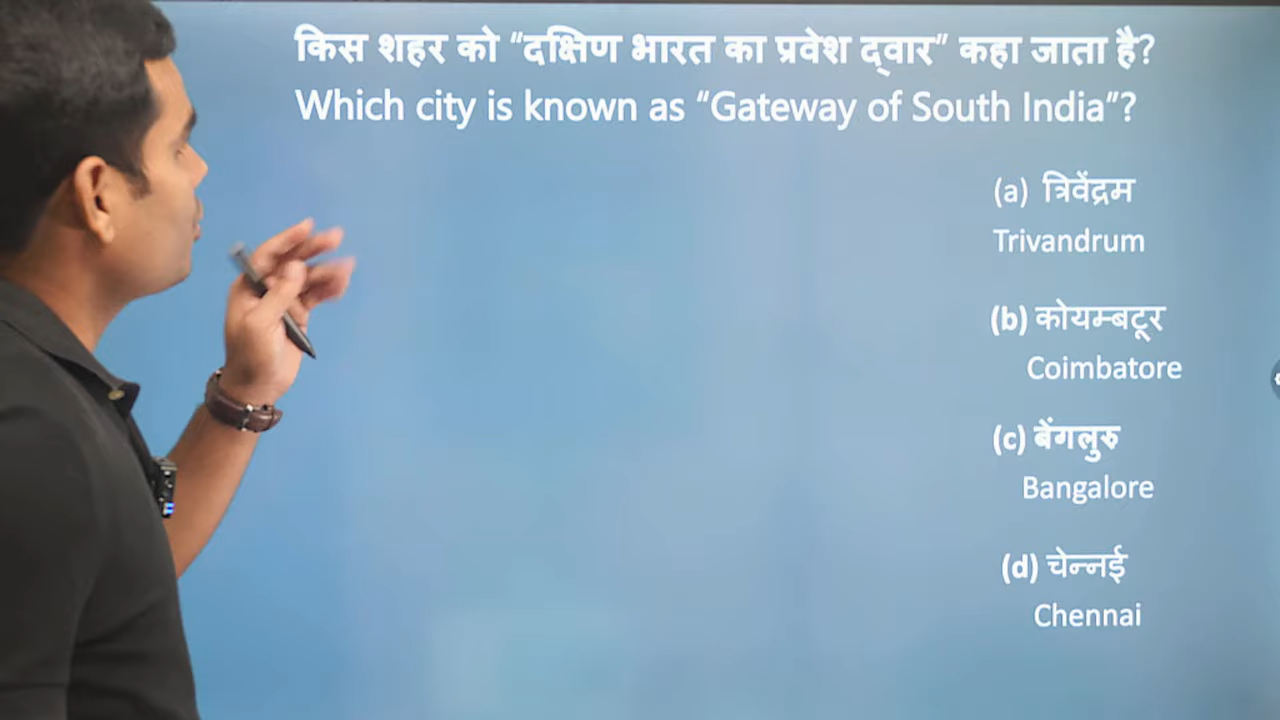 किस शहर को “दक्षिण भारत का प्रवेश द्वार” कहा जाता है?
Which city is known as “Gateway of South India”?
(a) त्रिवेंद्रम
Trivandrum
(b) कोयम्बटूर
Coimbatore
(c) बेंगलुरु
Bangalore
(d) चेन्नई
Chennai